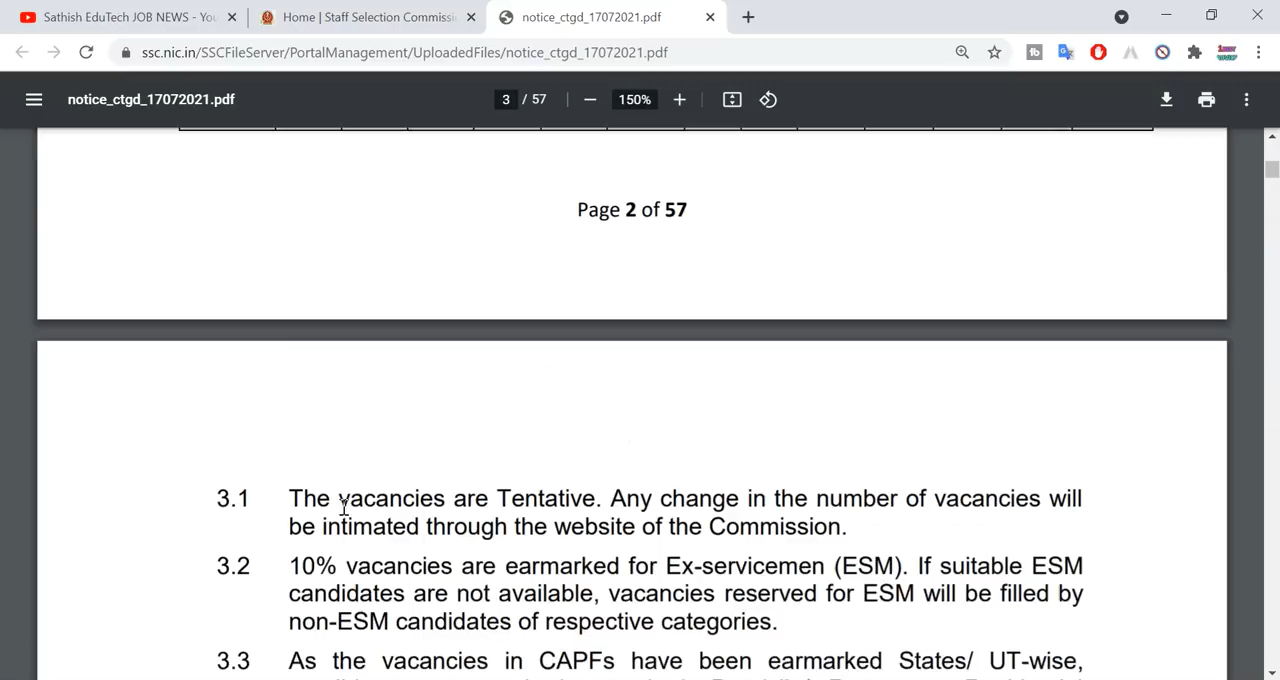 Sathish EduTech JOB NEWS - You
Home | Staff Selection Commissi
notice_ctgd_17072021.pdf
ssc.nic.in/SSCFileServer/PortalManagement/UploadedFiles/notice_ctgd_17072021.pdf
notice_ctgd_17072021.pdf
3 / 57
150%
Page 2 of 57
3.1 The vacancies are Tentative. Any change in the number of vacancies will
be intimated through the website of the Commission.
3.2 10% vacancies are earmarked for Ex-servicemen (ESM). If suitable ESM
candidates are not available, vacancies reserved for ESM will be filled by
non-ESM candidates of respective categories.
3.3 As the vacancies in CAPFs have been earmarked States/ UT-wise,